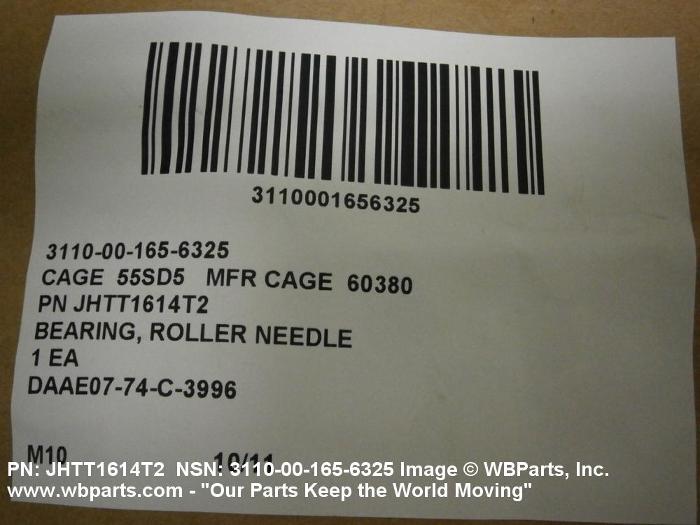 3110001656325
3110-00-165-6325
CAGE 55SD5 MFR CAGE 60380
PN JHTT1614T2
BEARING, ROLLER NEEDLE
1 EA
DAAE07-74-C-3996
M10 10/11
PN: JHTT1614T2 NSN: 3110-00-165-6325 Image © WBParts, Inc.
www.wbparts.com - "Our Parts Keep the World Moving"